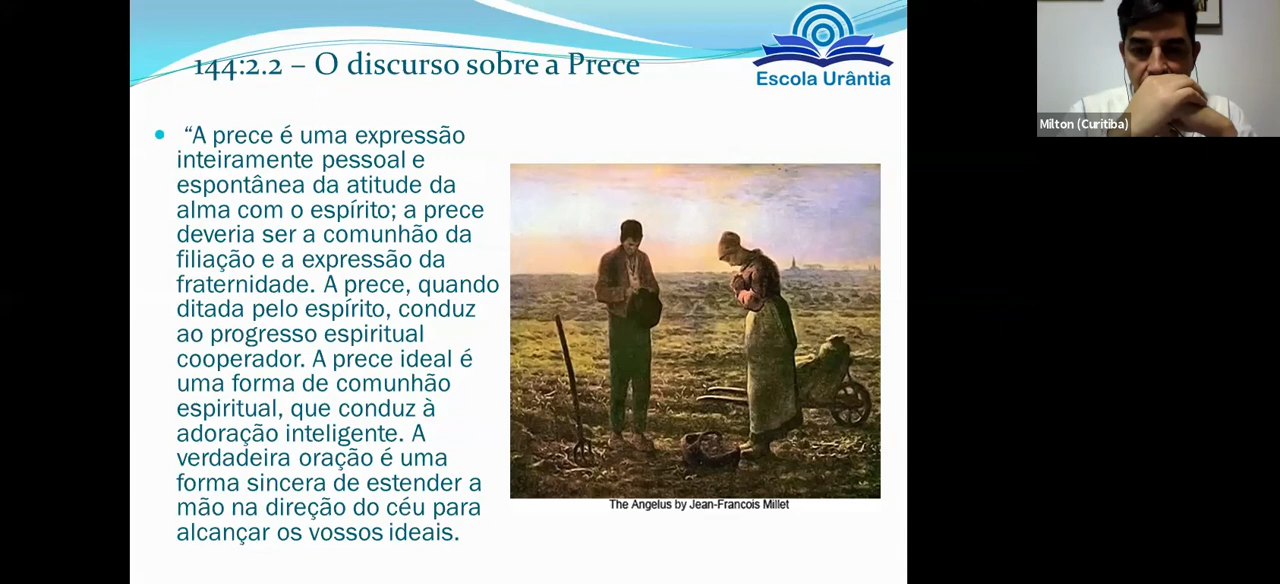 144:2.2 – O discurso sobre a Prece
Escola Urântia
Milton (Curitiba)
“A prece é uma expressão
inteiramente pessoal e
espontânea da atitude da
alma com o espírito; a prece
deveria ser a comunhão da
filiação e a expressão da
fraternidade. A prece, quando
ditada pelo espírito, conduz
ao progresso espiritual
cooperador. A prece ideal é
uma forma de comunhão
espiritual, que conduz à
adoração inteligente. A
verdadeira oração é uma
forma sincera de estender a
mão na direção do céu para
alcançar os vossos ideais.
The Angelus by Jean-Francois Millet